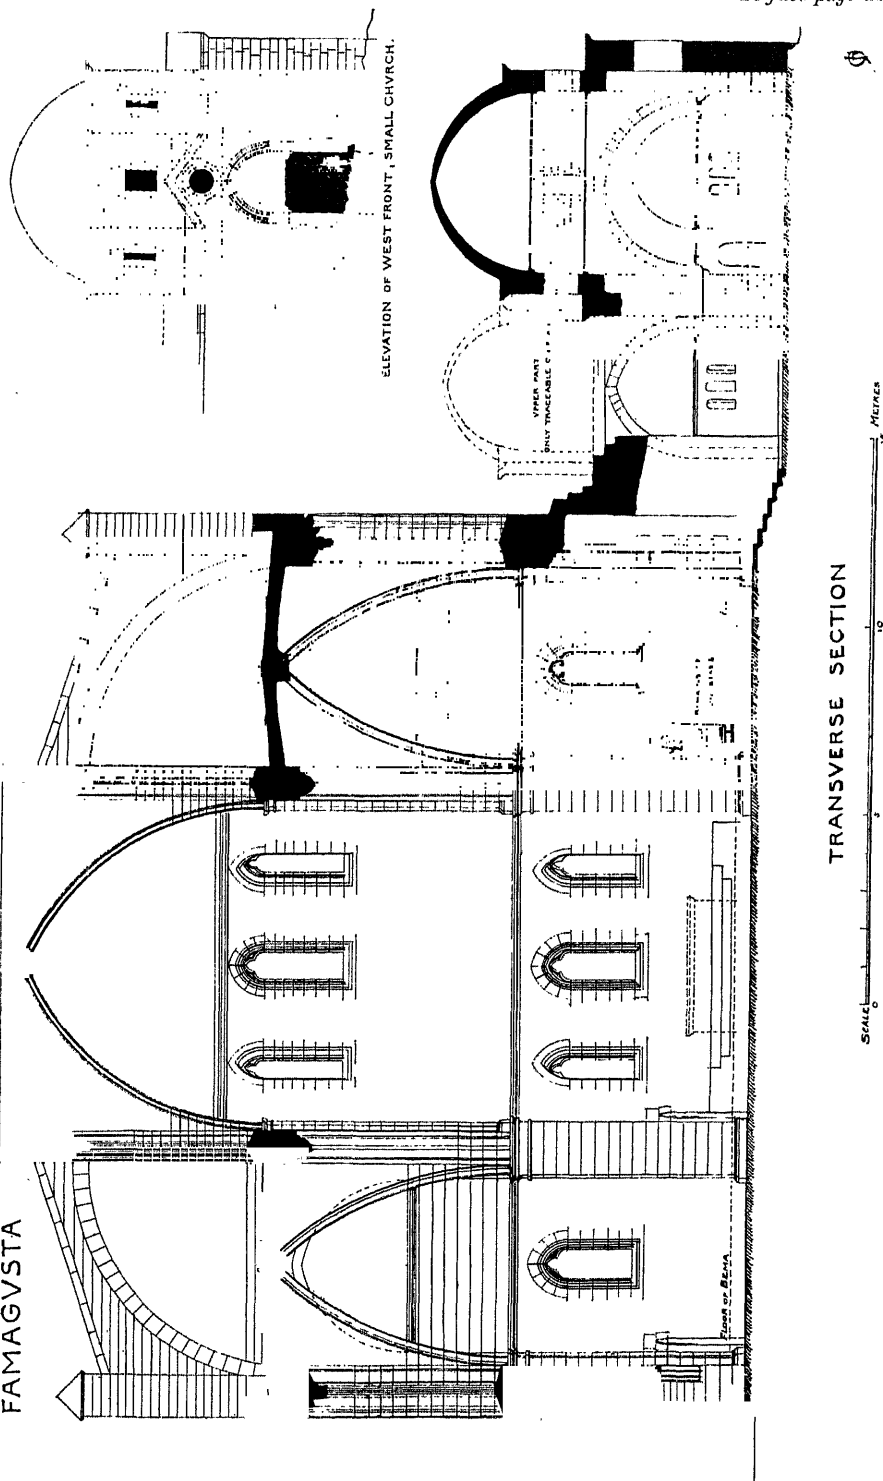 FAMAGVSTA
ELEVATION OF WEST FRONT, SMALL CHVRCH.
VPPER PART
ONLY TRACEABLE
FLOOR OF BEMA
TRANSVERSE SECTION
SCALE
0
5
10
METRES